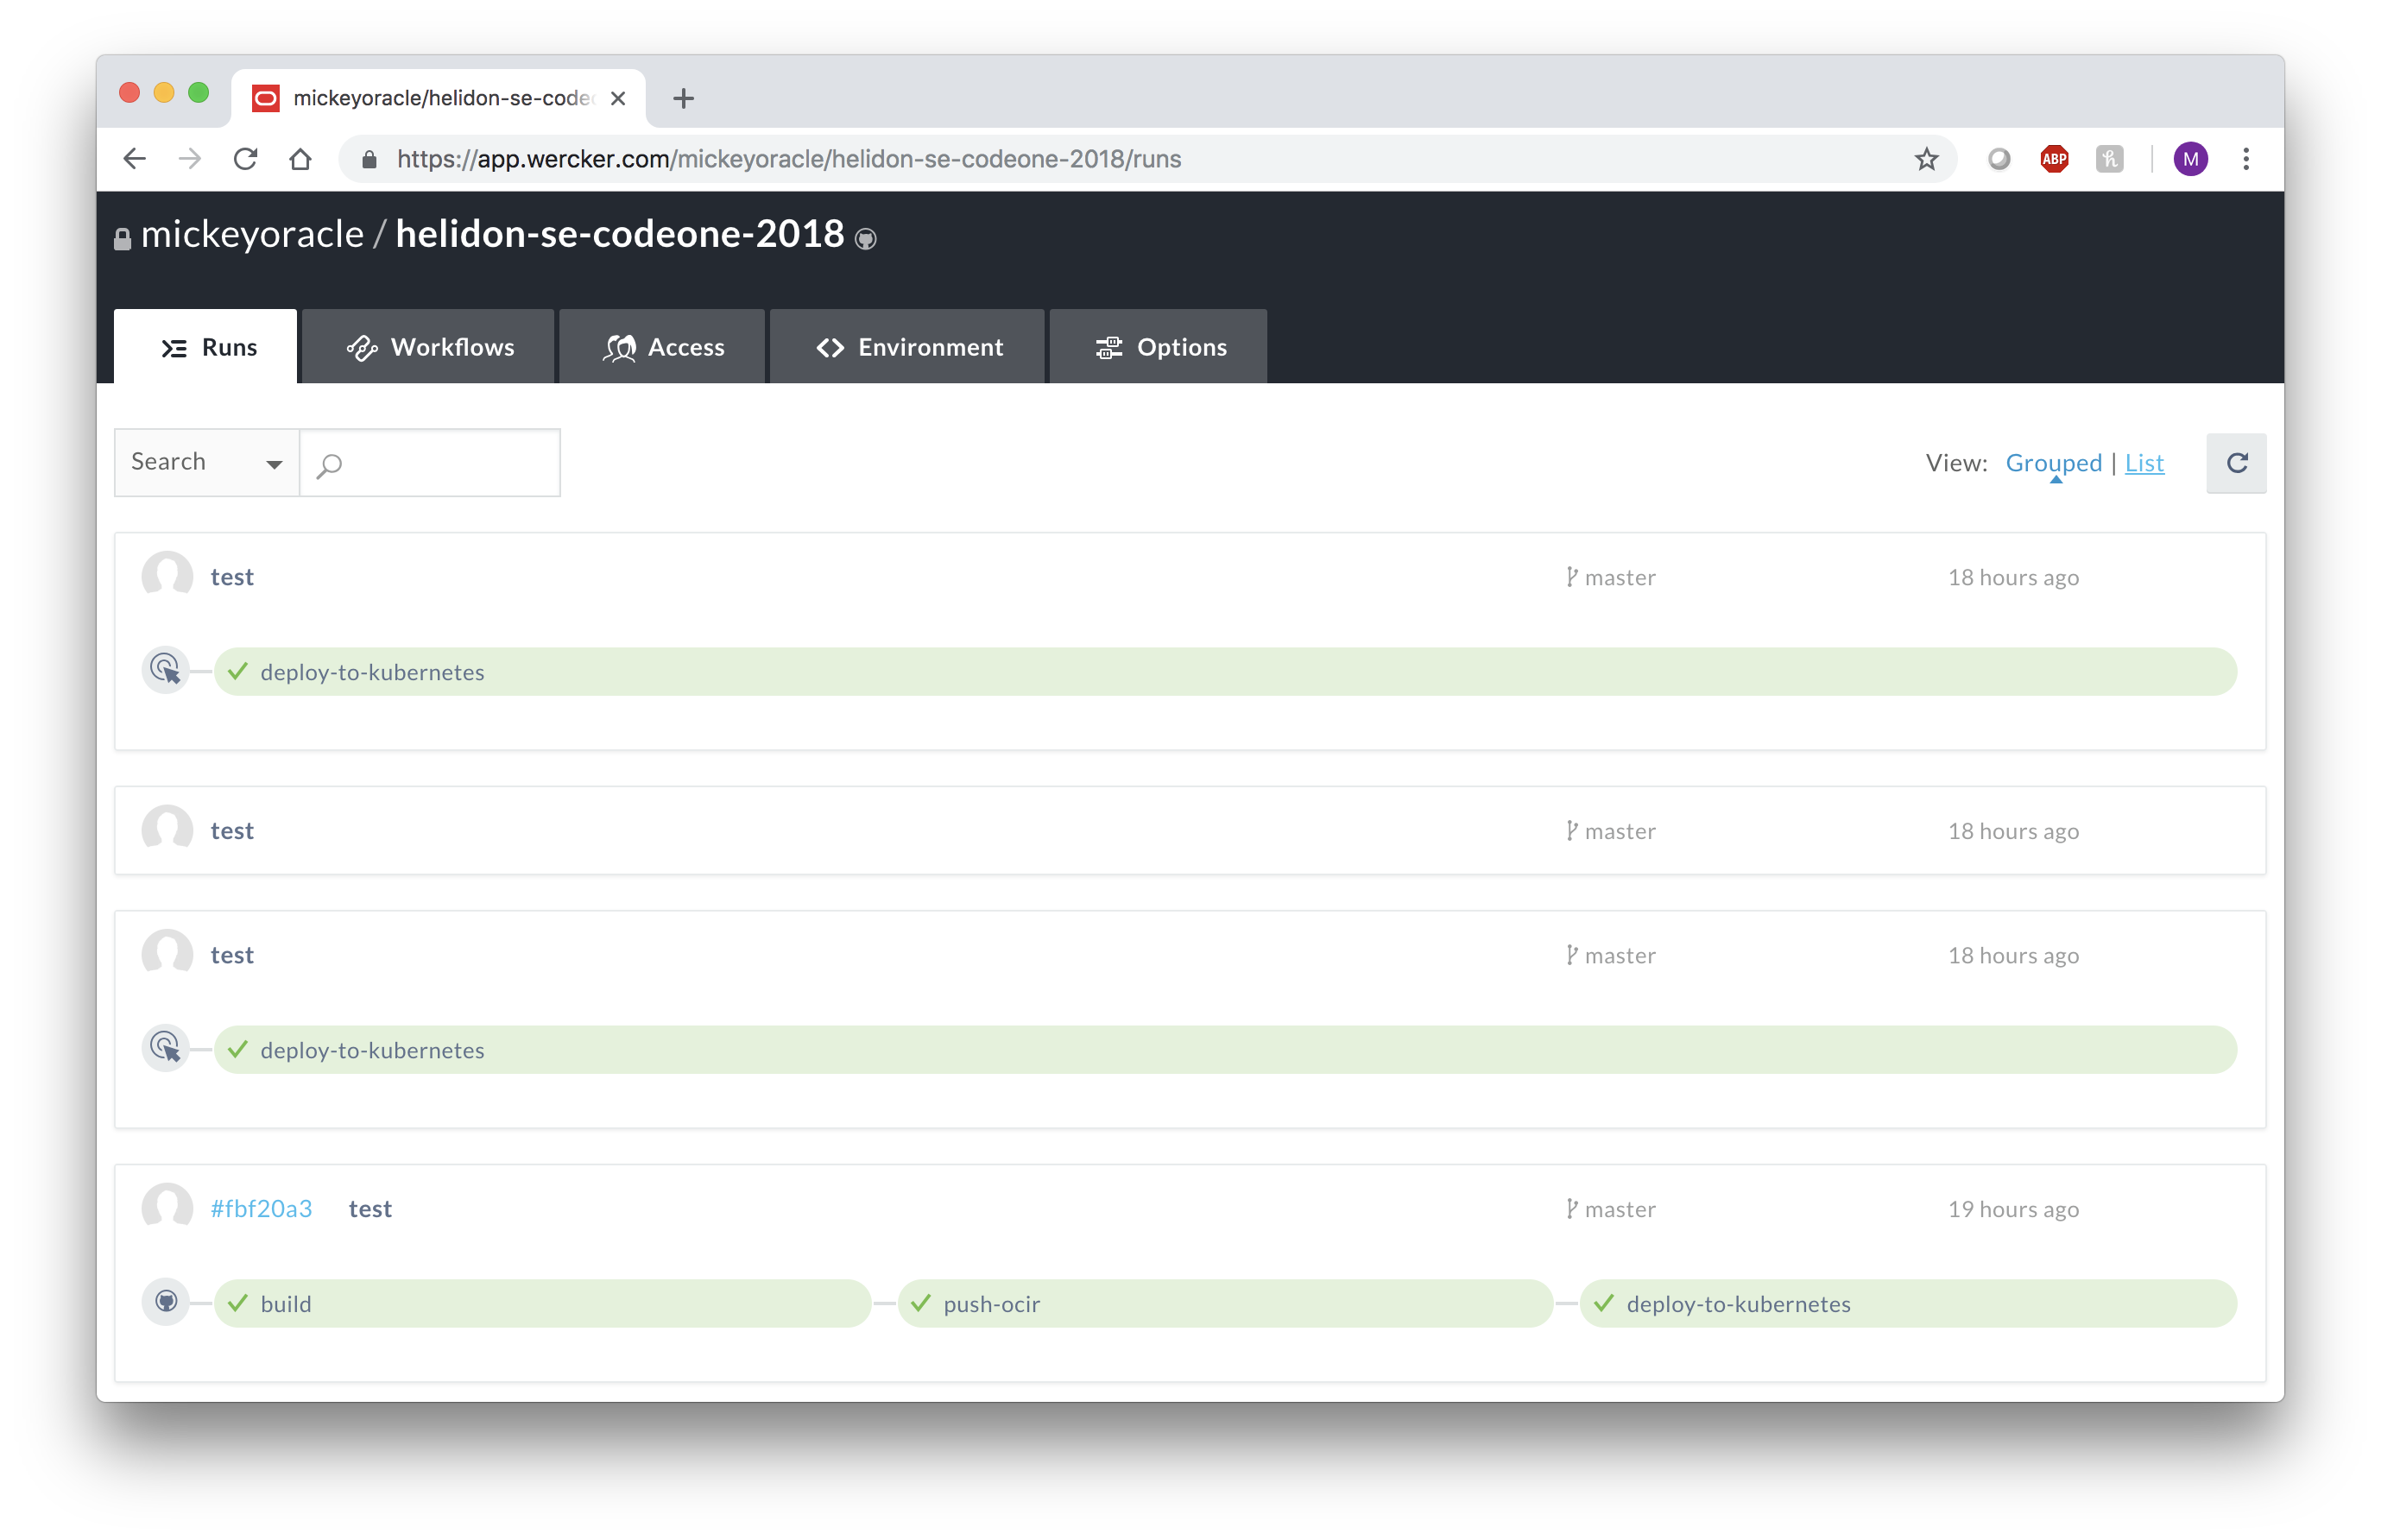 mickeyoracle/helidon-se-code
https://app.wercker.com/mickeyoracle/helidon-se-codeone-2018/runs
ABP
h
M
mickeyoracle / helidon-se-codeone-2018
Runs
Workflows
Access
Environment
Options
Search
View: Grouped | List
test
master
18 hours ago
deploy-to-kubernetes
test
master
18 hours ago
test
master
18 hours ago
deploy-to-kubernetes
#fbf20a3 test
master
19 hours ago
build
push-ocir
deploy-to-kubernetes